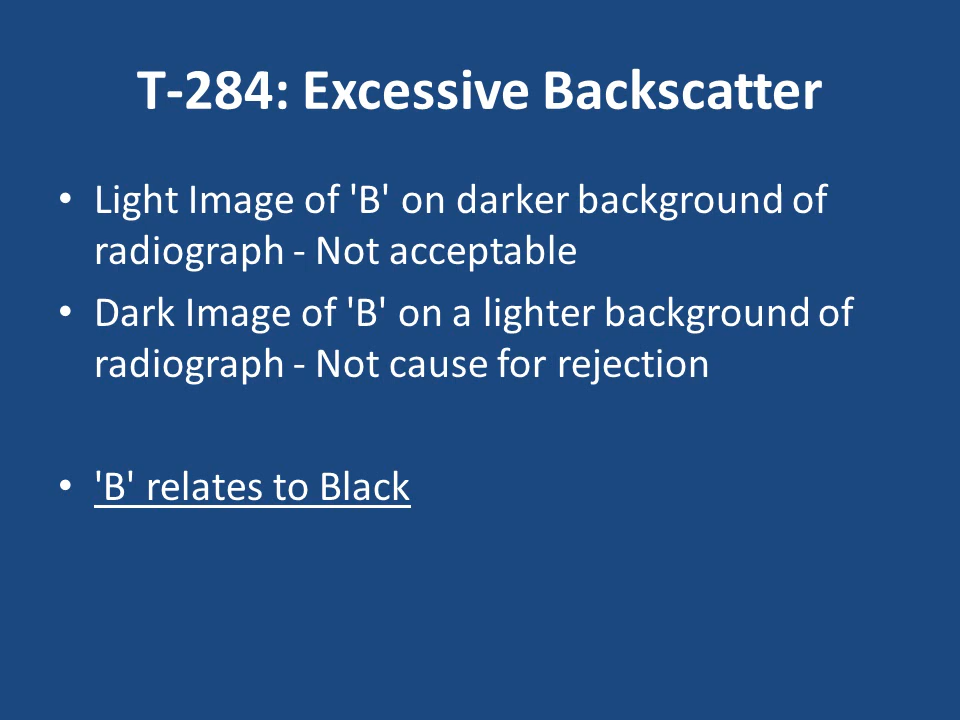 T-284: Excessive Backscatter
• Light Image of 'B' on darker background of
radiograph - Not acceptable
• Dark Image of 'B' on a lighter background of
radiograph - Not cause for rejection
• 'B' relates to Black